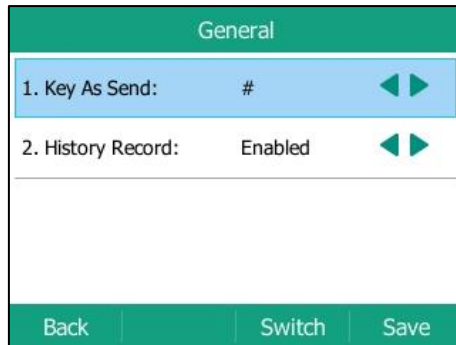 General
1. Key As Send: #
2. History Record: Enabled
Back Switch Save